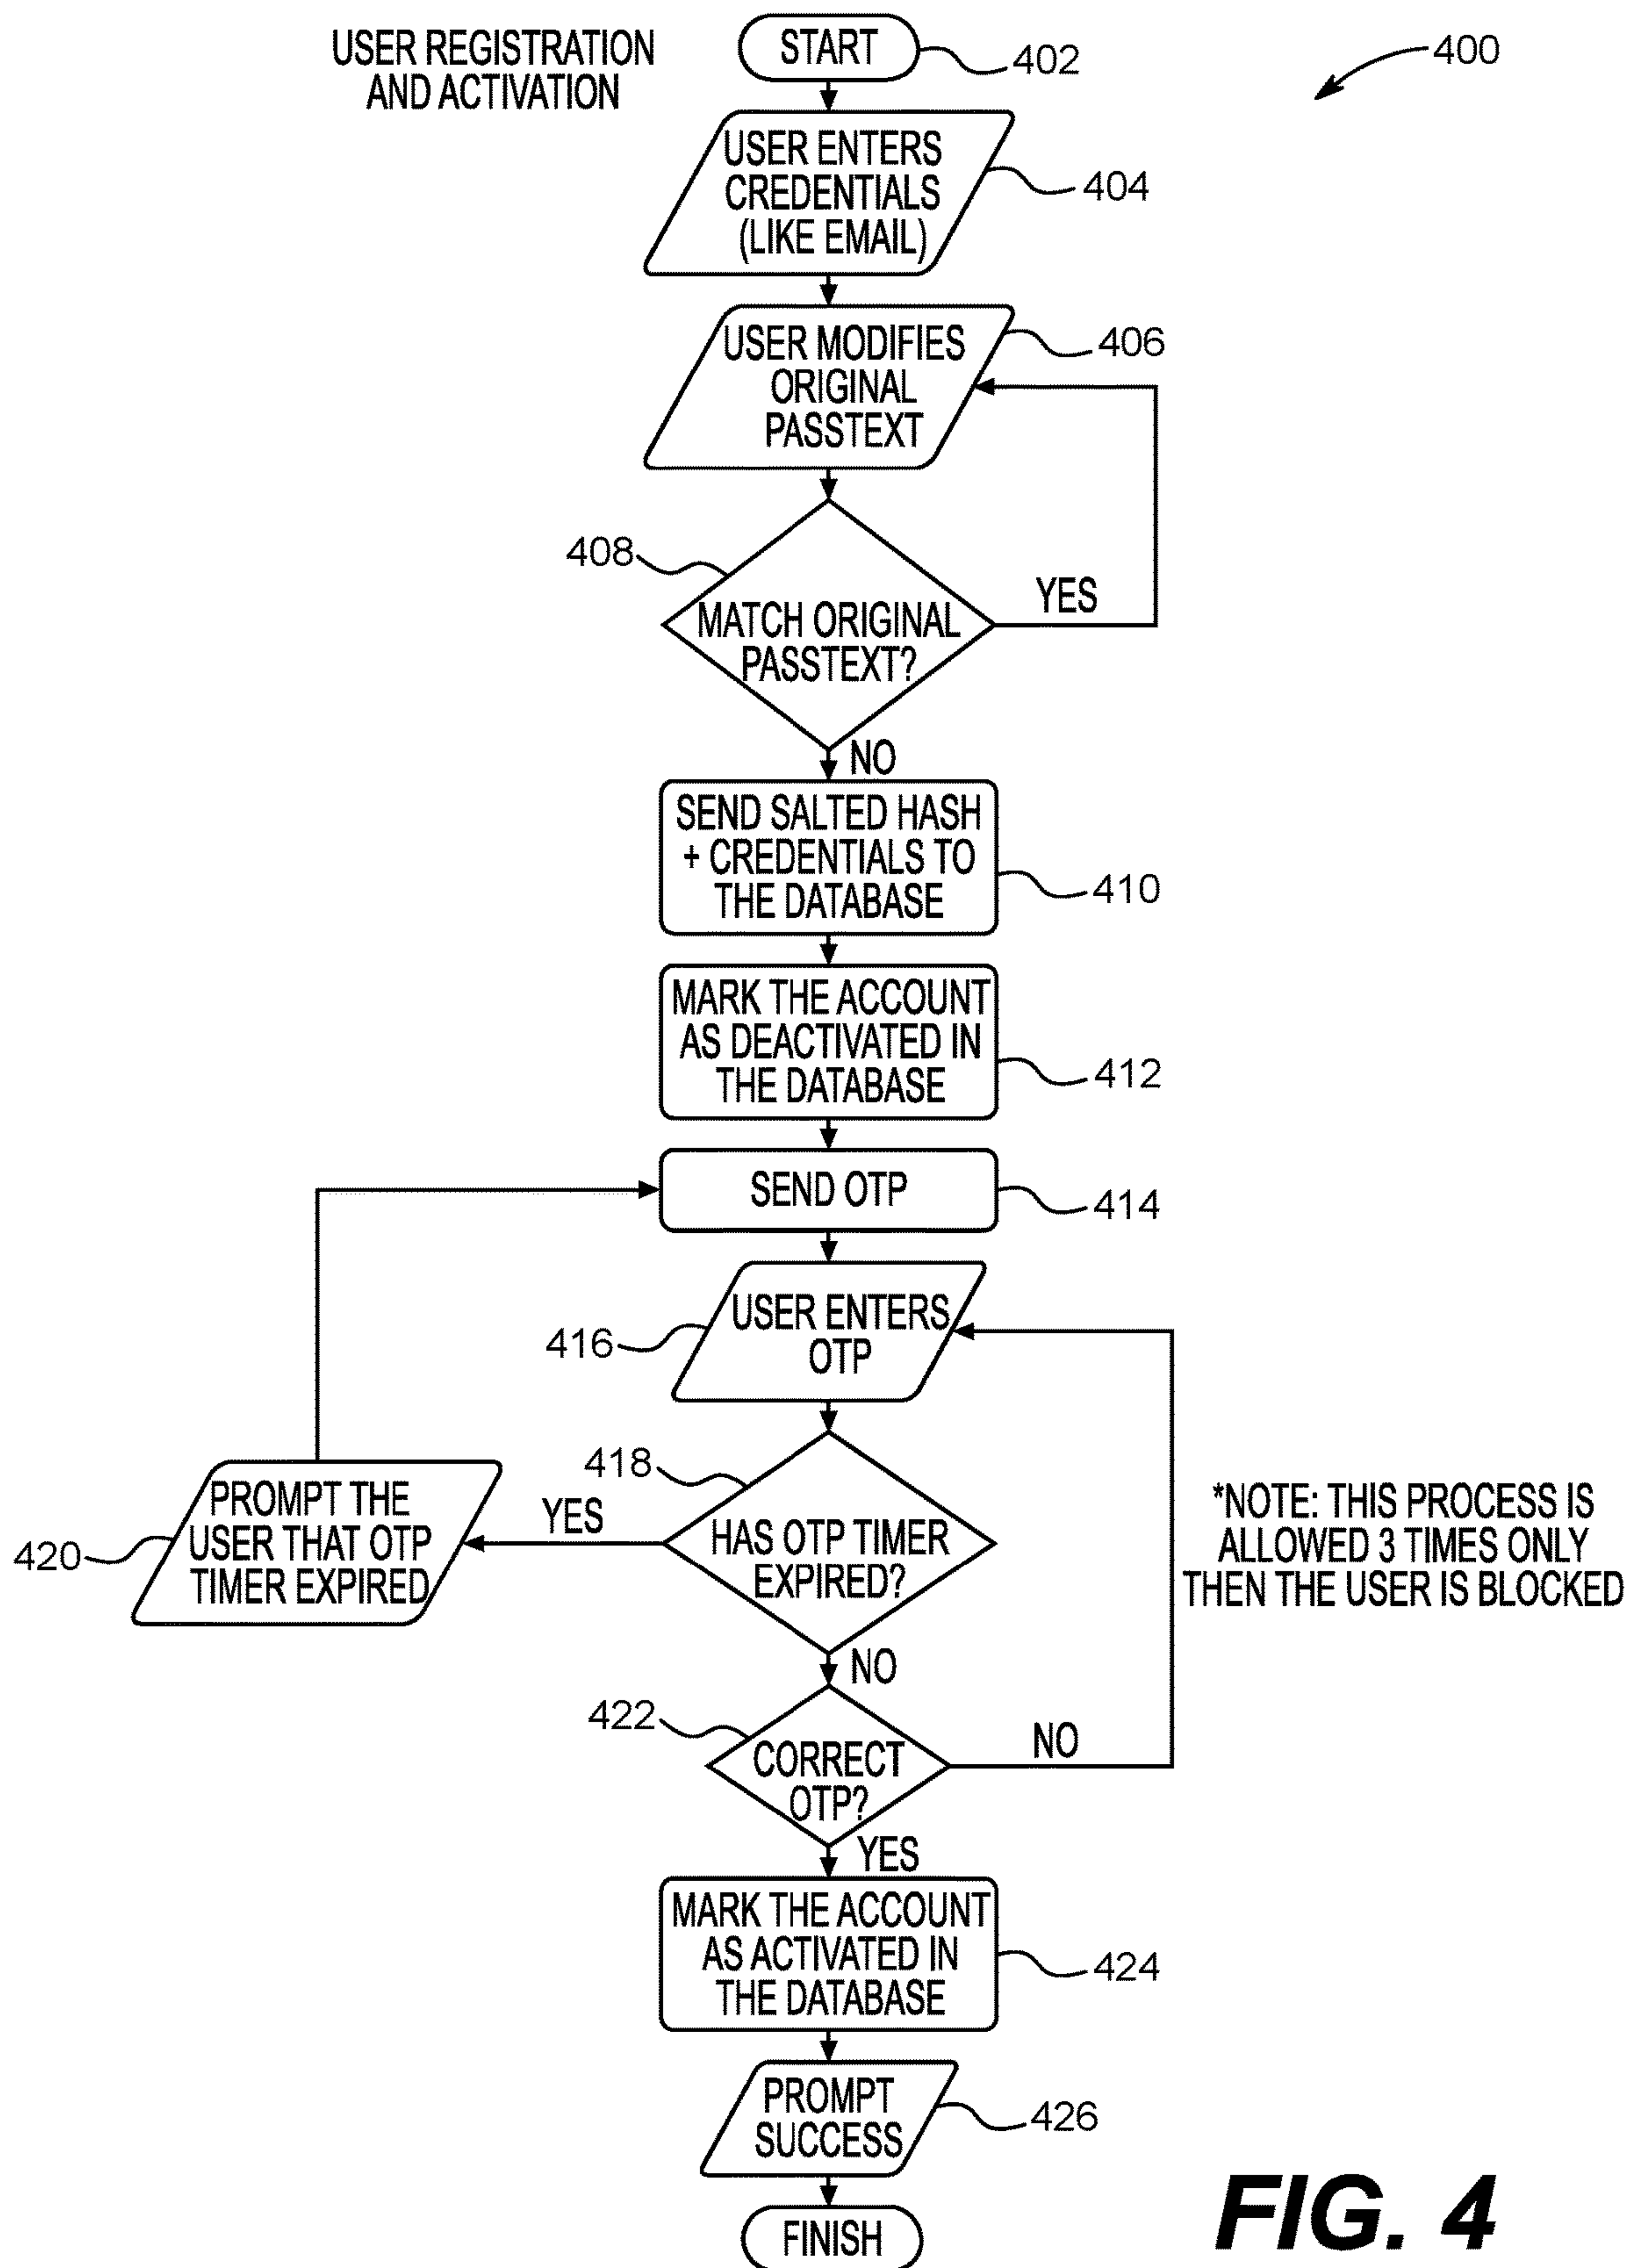 USER REGISTRATION
AND ACTIVATION
START
402
400
USER ENTERS
CREDENTIALS
(LIKE EMAIL)
404
USER MODIFIES
ORIGINAL
PASSTEXT
406
408
MATCH ORIGINAL
PASSTEXT?
YES
NO
SEND SALTED HASH
+ CREDENTIALS TO
THE DATABASE
410
MARK THE ACCOUNT
AS DEACTIVATED IN
THE DATABASE
412
SEND OTP
414
USER ENTERS
OTP
416
418
HAS OTP TIMER
EXPIRED?
YES
PROMPT THE
USER THAT OTP
TIMER EXPIRED
420
*NOTE: THIS PROCESS IS
ALLOWED 3 TIMES ONLY
THEN THE USER IS BLOCKED
NO
422
CORRECT
OTP?
NO
YES
MARK THE ACCOUNT
AS ACTIVATED IN
THE DATABASE
424
PROMPT
SUCCESS
426
FINISH
FIG. 4